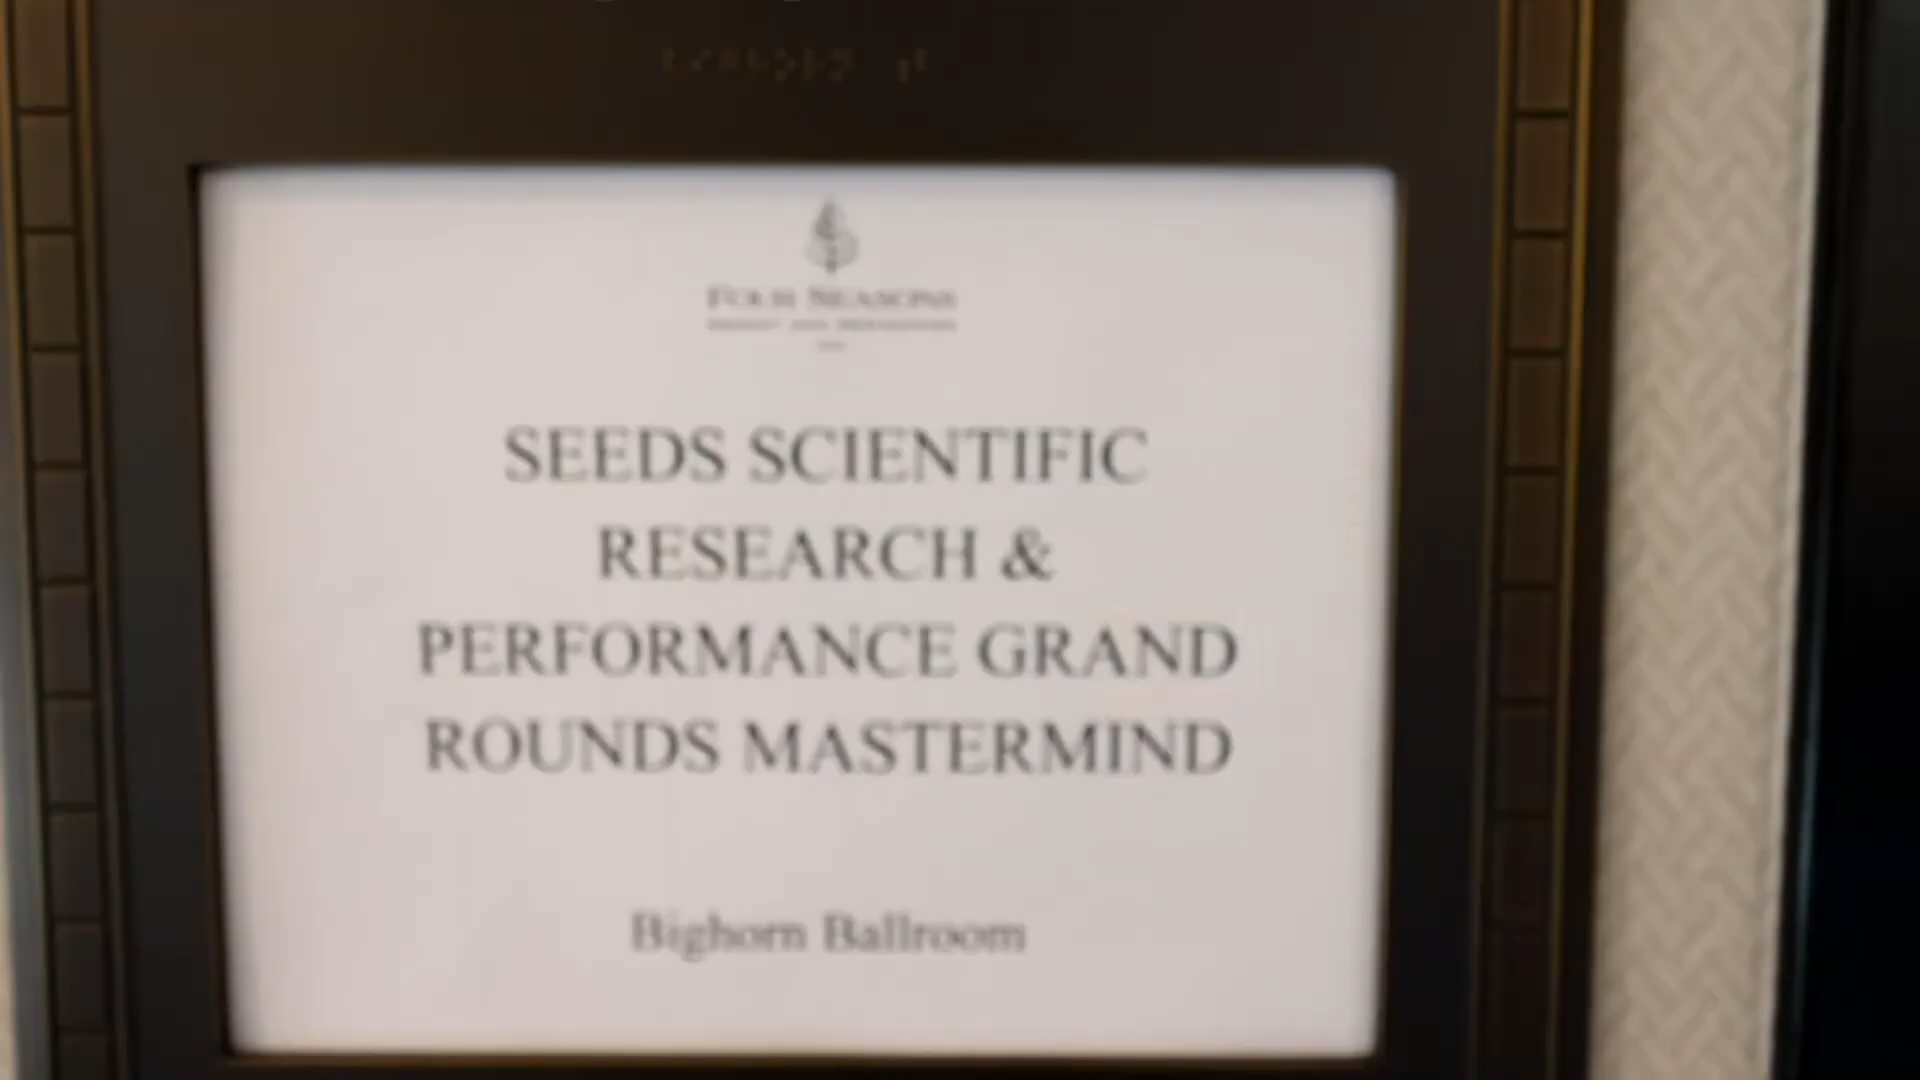 FOUR SEASONS
SEEDS SCIENTIFIC
RESEARCH &
PERFORMANCE GRAND
ROUNDS MASTERMIND
Bighorn Ballroom